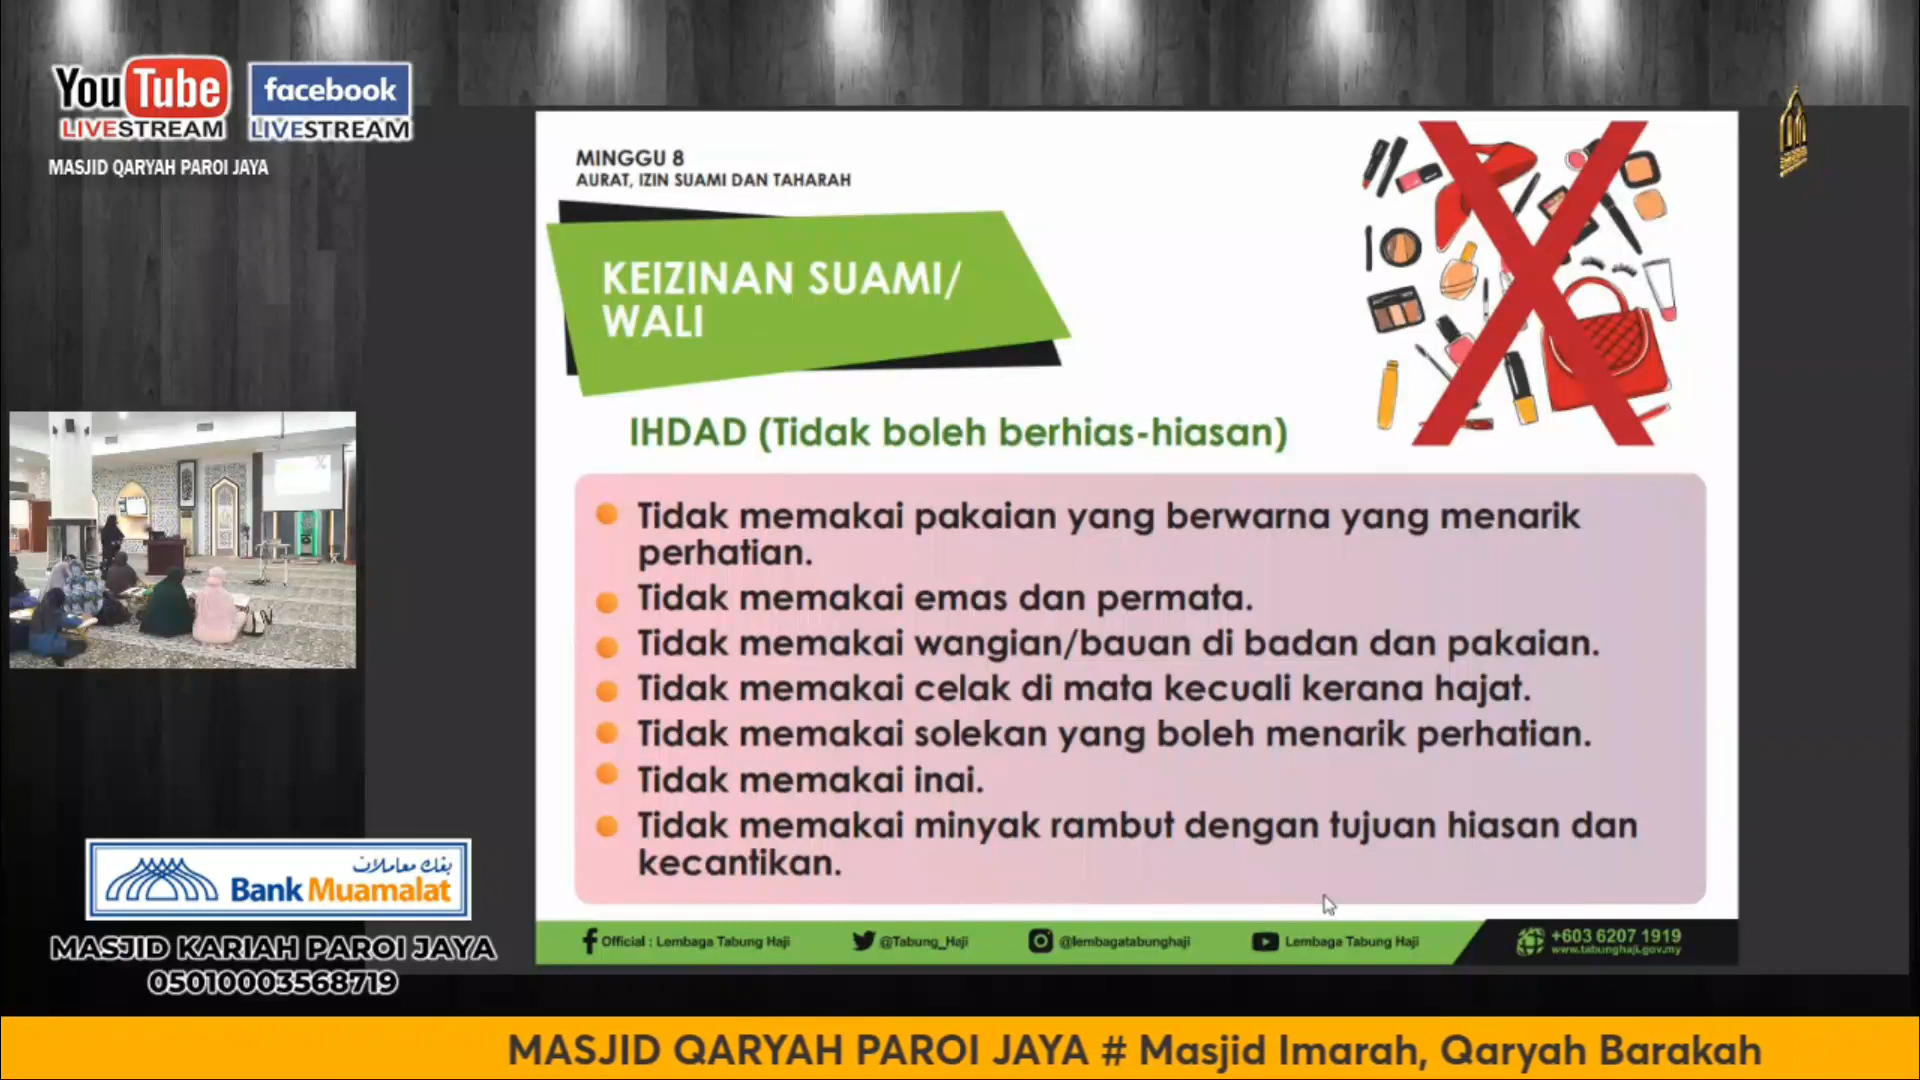 YouTube
LIVESTREAM
facebook
LIVESTREAM
MASJID QARYAH PAROI JAYA
MINGGU 8
AURAT, IZIN SUAMI DAN TAHARAH
KEIZINAN SUAMI/
WALI
IHDAD (Tidak boleh berhias-hiasan)
Tidak memakai pakaian yang berwarna yang menarik
perhatian.
Tidak memakai emas dan permata.
Tidak memakai wangian/bauan di badan dan pakaian.
Tidak memakai celak di mata kecuali kerana hajat.
Tidak memakai solekan yang boleh menarik perhatian.
Tidak memakai inai.
Tidak memakai minyak rambut dengan tujuan hiasan dan
kecantikan.
Official : Lembaga Tabung Haji
@Tabung_Haji
@lembagatabunghaji
Lembaga Tabung Haji
+603 6207 1919
www.tabunghaji.gov.my
بڠك معاملات
Bank Muamalat
MASJID KARIAH PAROI JAYA
05010003568719
MASJID QARYAH PAROI JAYA # Masjid Imarah, Qaryah Barakah